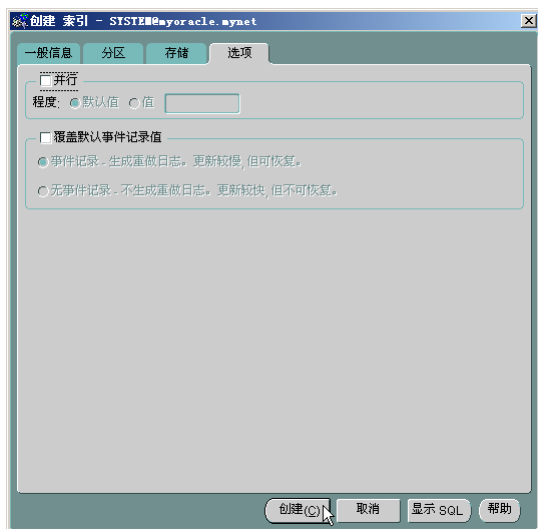 创建 索引 - SYSTEM@myoracle.mynet
一般信息 分区 存储 选项
并行
程度: 默认值 值
覆盖默认事件记录值
事件记录 - 生成重做日志。更新较慢,但可恢复。
无事件记录 - 不生成重做日志。更新较快,但不可恢复。
创建(C) 取消 显示 SQL 帮助